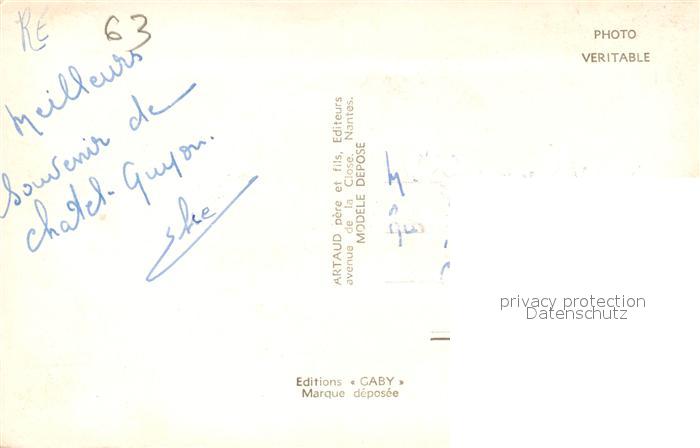 RE 63
Meilleurs
Souvenir de
Chatel-Guyon.
PHOTO
VERITABLE
ARTAUD père et fils, Editeurs
avenue de la Close, Nantes.
MODELE DEPOSE
M.
privacy protection
Datenschutz
Editions « GABY »
Marque déposée